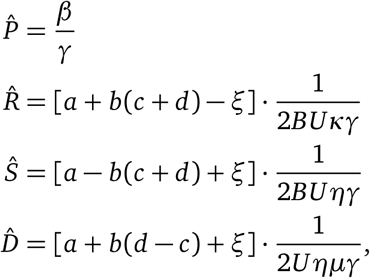 P̂ = β/γ
R̂ = [a + b(c + d) − ξ] · 1/(2BUκγ)
Ŝ = [a − b(c + d) + ξ] · 1/(2BUηγ)
D̂ = [a + b(d − c) + ξ] · 1/(2Uημγ),